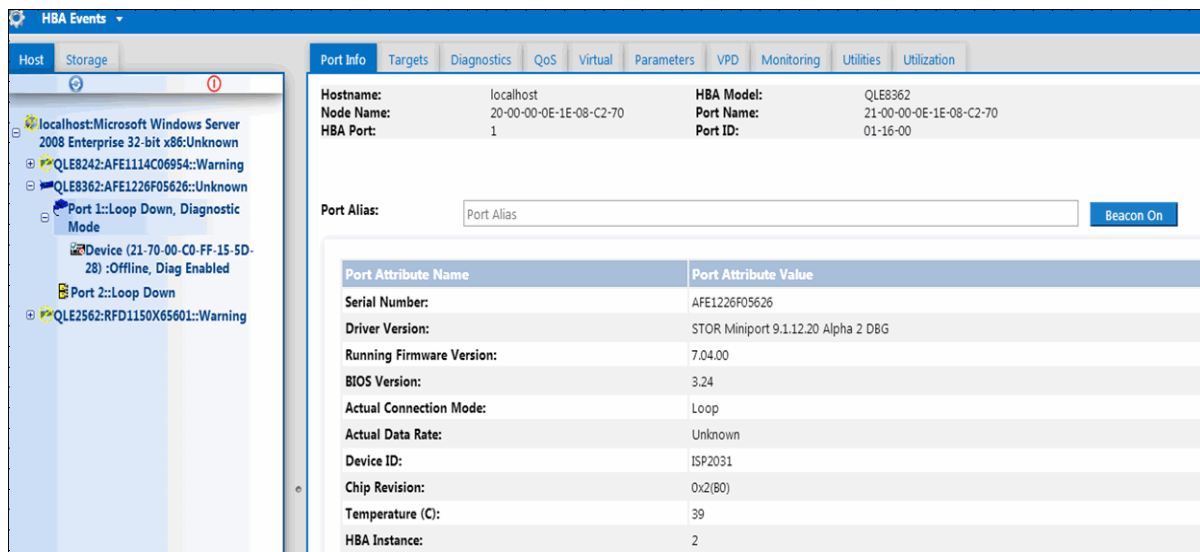 HBA Events
Host Storage
localhost:Microsoft Windows Server
2008 Enterprise 32-bit x86:Unknown
QLE8242:AFE1114C06954::Warning
QLE8362:AFE1226F05626::Unknown
Port 1::Loop Down, Diagnostic
Mode
Device (21-70-00-C0-FF-15-5D-
28) :Offline, Diag Enabled
Port 2::Loop Down
QLE2562:RFD1150X65601::Warning
Port Info Targets Diagnostics QoS Virtual Parameters VPD Monitoring Utilities Utilization
Hostname: localhost HBA Model: QLE8362
Node Name: 20-00-00-0E-1E-08-C2-70 Port Name: 21-00-00-0E-1E-08-C2-70
HBA Port: 1 Port ID: 01-16-00
Port Alias: Port Alias Beacon On
Port Attribute Name Port Attribute Value
Serial Number: AFE1226F05626
Driver Version: STOR Miniport 9.1.12.20 Alpha 2 DBG
Running Firmware Version: 7.04.00
BIOS Version: 3.24
Actual Connection Mode: Loop
Actual Data Rate: Unknown
Device ID: ISP2031
Chip Revision: 0x2(B0)
Temperature (C): 39
HBA Instance: 2